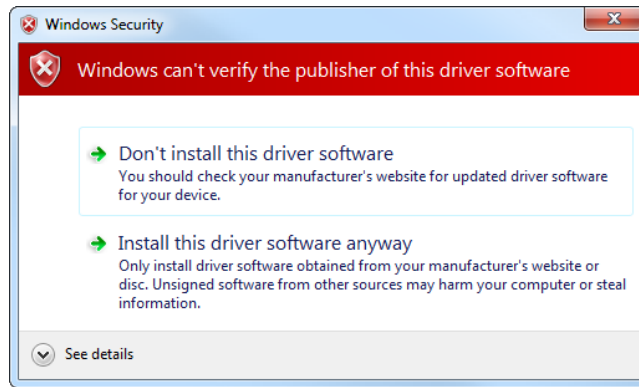 Windows Security
Windows can't verify the publisher of this driver software
Don't install this driver software
You should check your manufacturer's website for updated driver software
for your device.
Install this driver software anyway
Only install driver software obtained from your manufacturer's website or
disc. Unsigned software from other sources may harm your computer or steal
information.
See details